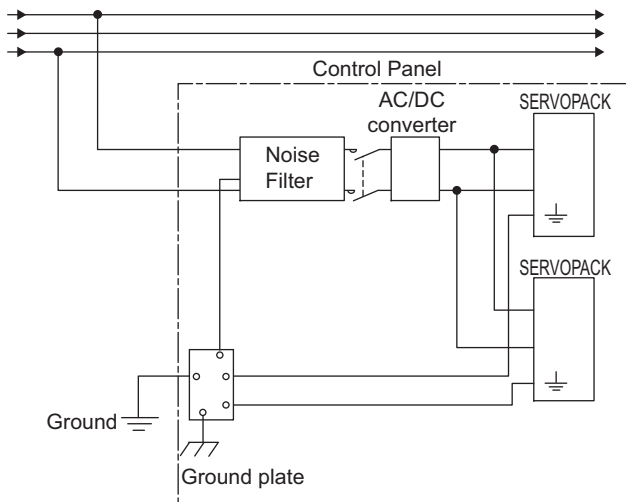 Control Panel
AC/DC
converter
SERVOPACK
Noise
Filter
SERVOPACK
Ground
Ground plate